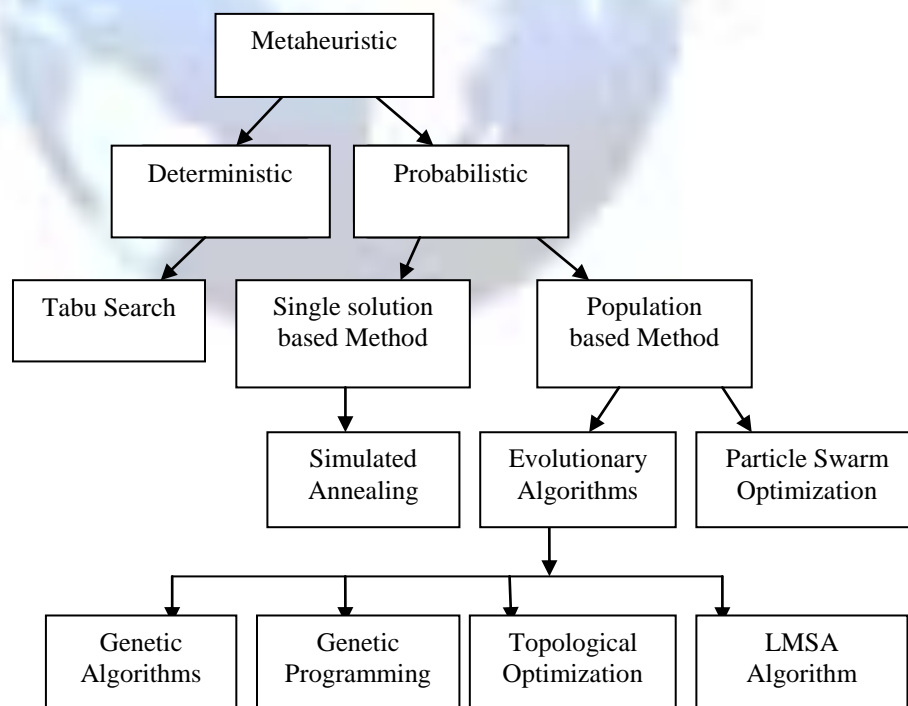 Metaheuristic
Deterministic
Probabilistic
Tabu Search
Single solution
based Method
Population
based Method
Simulated
Annealing
Evolutionary
Algorithms
Particle Swarm
Optimization
Genetic
Algorithms
Genetic
Programming
Topological
Optimization
LMSA
Algorithm